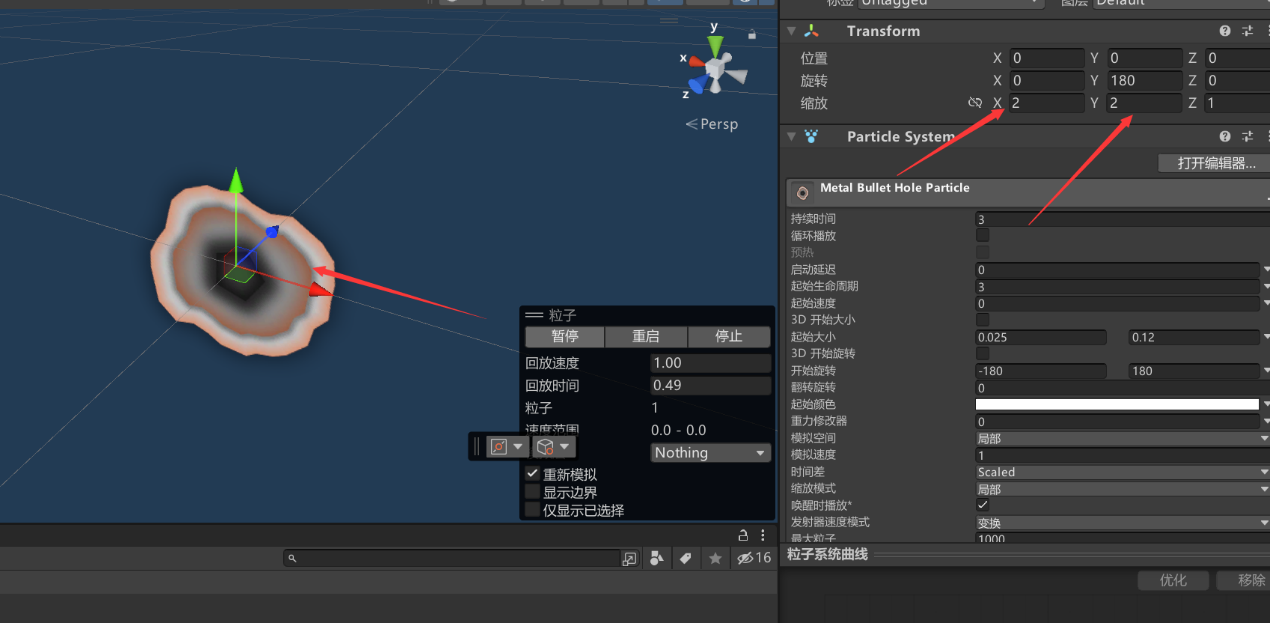 标签 Untagged 图层 Default
Transform
位置 X 0 Y 0 Z 0
旋转 X 0 Y 180 Z 0
缩放 X 2 Y 2 Z 1
Particle System
打开编辑器...
Metal Bullet Hole Particle
持续时间 3
循环播放
预热
启动延迟 0
起始生命周期 3
起始速度 0
3D 开始大小
起始大小 0.025 0.12
3D 开始旋转
开始旋转 -180 180
翻转旋转 0
起始颜色
重力修改器 0
模拟空间 局部
模拟速度 1
时间差 Scaled
缩放模式 局部
唤醒时播放*
发射器速度模式 变换
最大粒子 1000
粒子系统曲线
优化 移除
y
x
z
Persp
粒子
暂停 重启 停止
回放速度 1.00
回放时间 0.49
粒子 1
速度范围 0.0 - 0.0
Nothing
重新模拟
显示边界
仅显示已选择
16